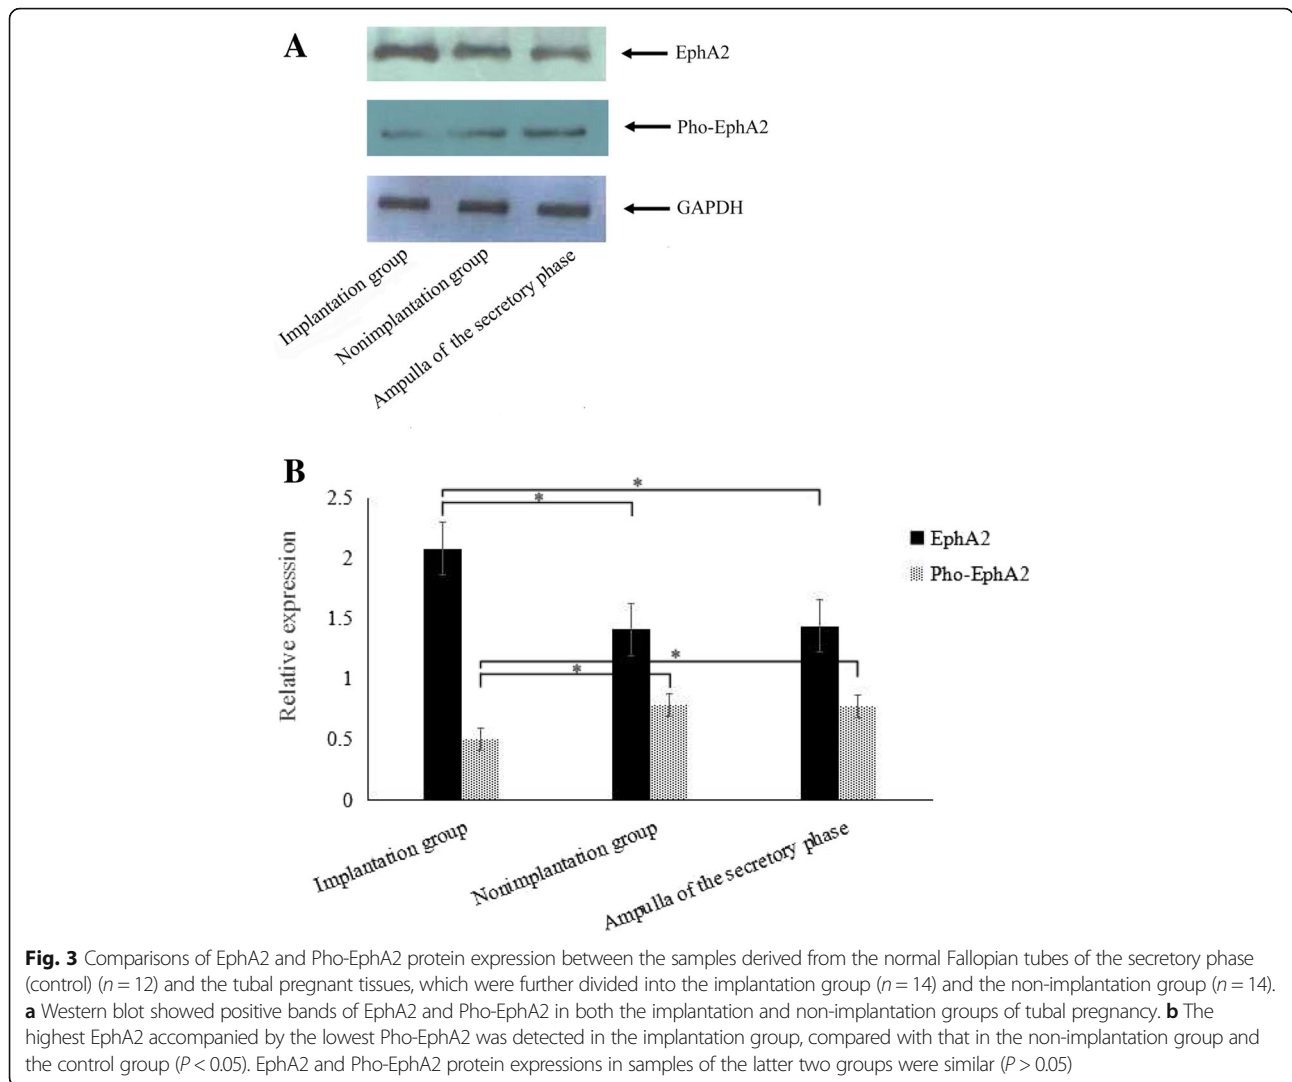 A
EphA2
Pho-EphA2
GAPDH
Implantation group
Nonimplantation group
Ampulla of the secretory phase
B
2.5
2
1.5
1
0.5
0
Relative expression
*
*
*
*
EphA2
Pho-EphA2
Implantation group
Nonimplantation group
Ampulla of the secretory phase
Fig. 3 Comparisons of EphA2 and Pho-EphA2 protein expression between the samples derived from the normal Fallopian tubes of the secretory phase
(control) (n = 12) and the tubal pregnant tissues, which were further divided into the implantation group (n = 14) and the non-implantation group (n = 14).
a Western blot showed positive bands of EphA2 and Pho-EphA2 in both the implantation and non-implantation groups of tubal pregnancy. b The
highest EphA2 accompanied by the lowest Pho-EphA2 was detected in the implantation group, compared with that in the non-implantation group and
the control group (P < 0.05). EphA2 and Pho-EphA2 protein expressions in samples of the latter two groups were similar (P > 0.05)